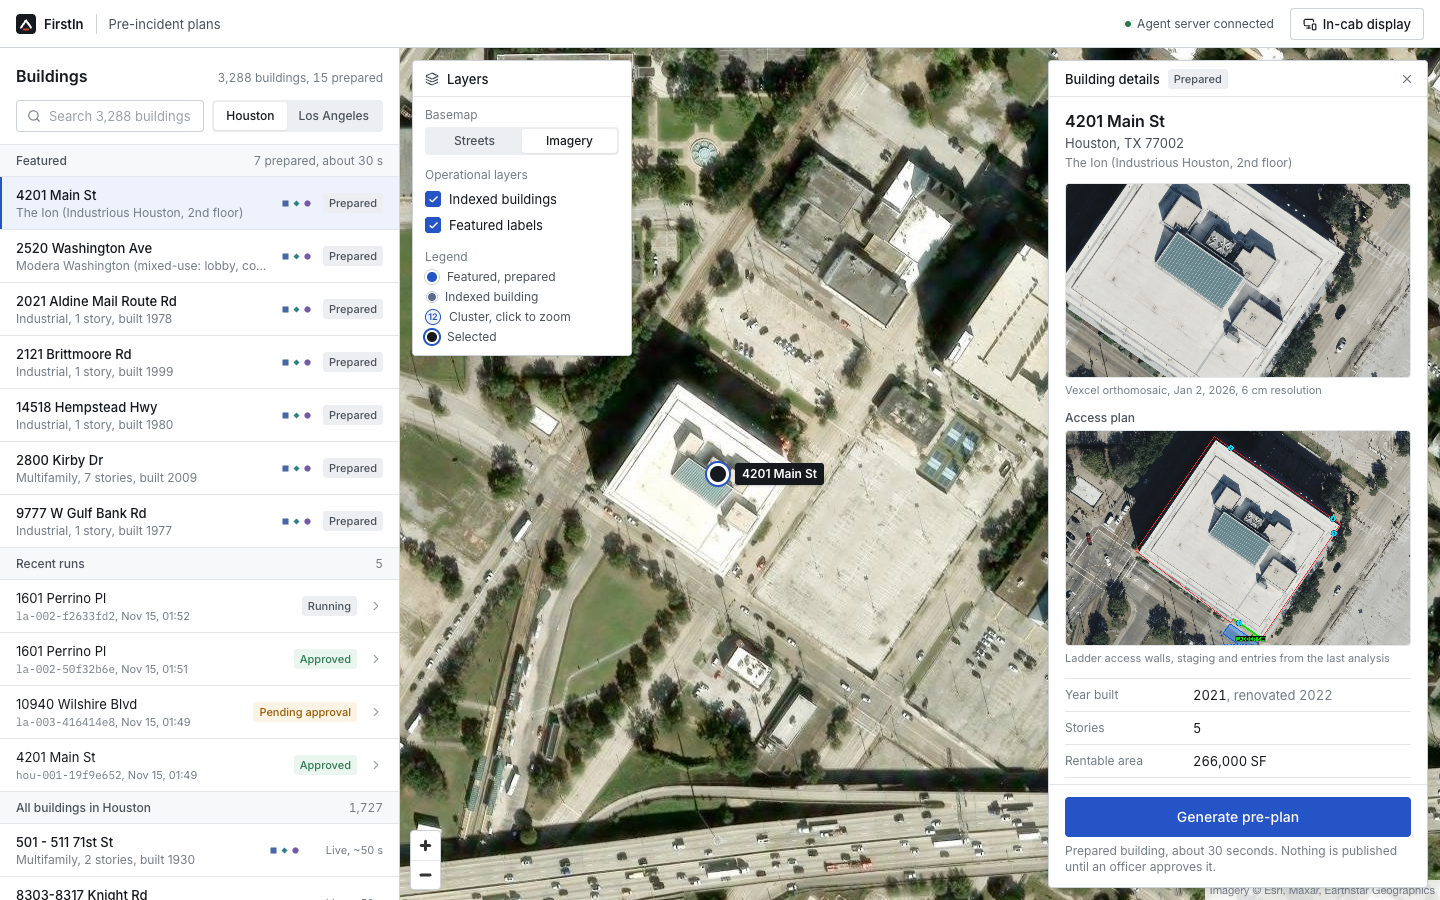 FirstIn
Pre-incident plans
Agent server connected
In-cab display
Buildings
3,288 buildings, 15 prepared
Search 3,288 buildings
Houston
Los Angeles
Featured
7 prepared, about 30 s
4201 Main St
The Ion (Industrious Houston, 2nd floor)
Prepared
2520 Washington Ave
Modera Washington (mixed-use: lobby, co...
Prepared
2021 Aldine Mail Route Rd
Industrial, 1 story, built 1978
Prepared
2121 Brittmoore Rd
Industrial, 1 story, built 1999
Prepared
14518 Hempstead Hwy
Industrial, 1 story, built 1980
Prepared
2800 Kirby Dr
Multifamily, 7 stories, built 2009
Prepared
9777 W Gulf Bank Rd
Industrial, 1 story, built 1977
Prepared
Recent runs
5
1601 Perrino Pl
la-002-f2633fd2, Nov 15, 01:52
Running
1601 Perrino Pl
la-002-50f32b6e, Nov 15, 01:51
Approved
10940 Wilshire Blvd
la-003-416414e8, Nov 15, 01:49
Pending approval
4201 Main St
hou-001-19f9e652, Nov 15, 01:49
Approved
All buildings in Houston
1,727
501 - 511 71st St
Multifamily, 2 stories, built 1930
Live, ~50 s
8303-8317 Knight Rd
Layers
Basemap
Streets
Imagery
Operational layers
Indexed buildings
Featured labels
Legend
Featured, prepared
Indexed building
12
Cluster, click to zoom
Selected
4201 Main St
Building details
Prepared
4201 Main St
Houston, TX 77002
The Ion (Industrious Houston, 2nd floor)
Vexcel orthomosaic, Jan 2, 2026, 6 cm resolution
Access plan
Ladder access walls, staging and entries from the last analysis
Year built
2021, renovated 2022
Stories
5
Rentable area
266,000 SF
Generate pre-plan
Prepared building, about 30 seconds. Nothing is published
until an officer approves it.
Imagery © Esri, Maxar, Earthstar Geographics